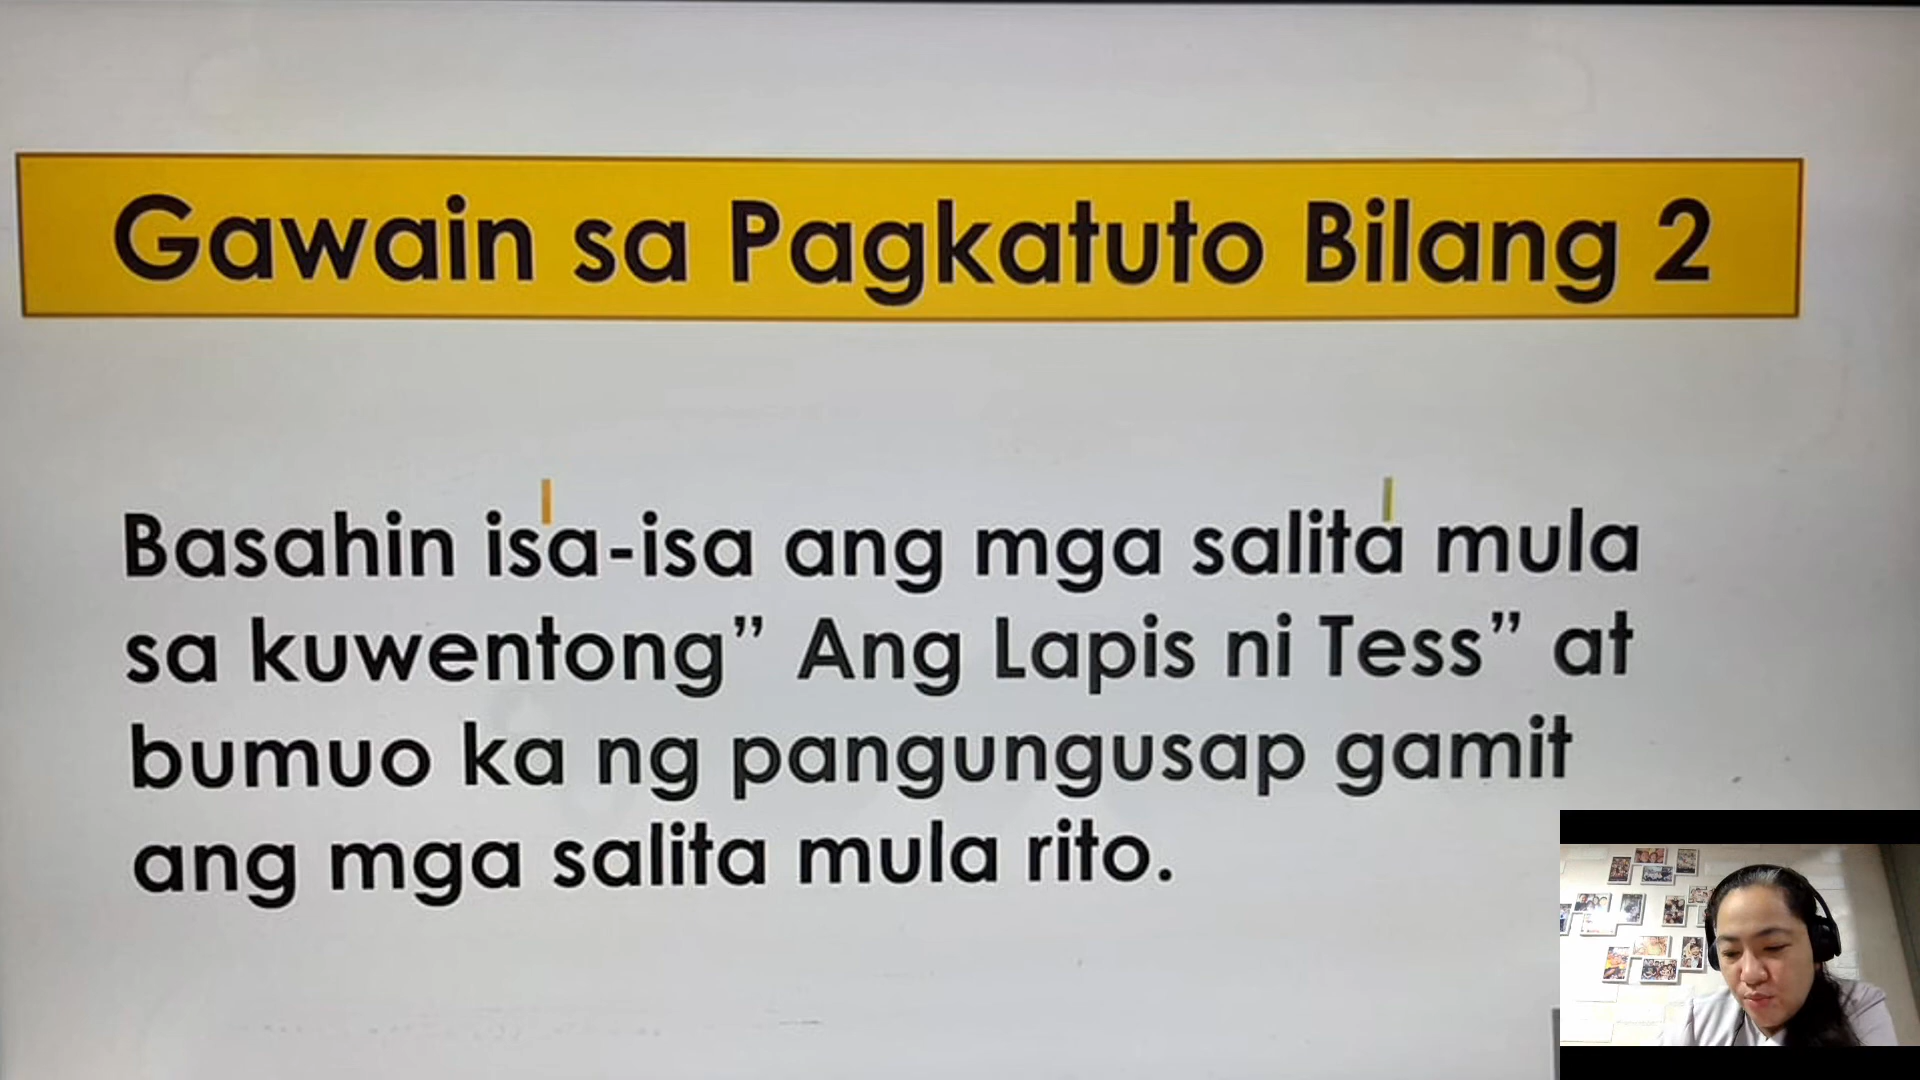 Gawain sa Pagkatuto Bilang 2
Basahin isa-isa ang mga salita mula
sa kuwentong” Ang Lapis ni Tess” at
bumuo ka ng pangungusap gamit
ang mga salita mula rito.